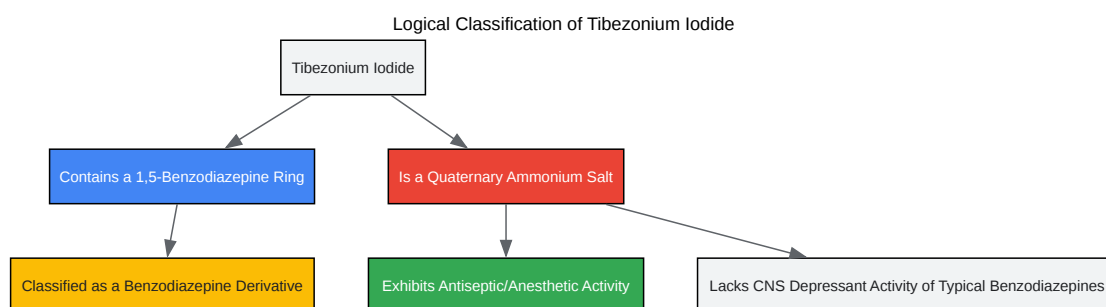 Logical Classification of Tibezonium Iodide
Tibezonium Iodide
Contains a 1,5-Benzodiazepine Ring
Is a Quaternary Ammonium Salt
Classified as a Benzodiazepine Derivative
Exhibits Antiseptic/Anesthetic Activity
Lacks CNS Depressant Activity of Typical Benzodiazepines